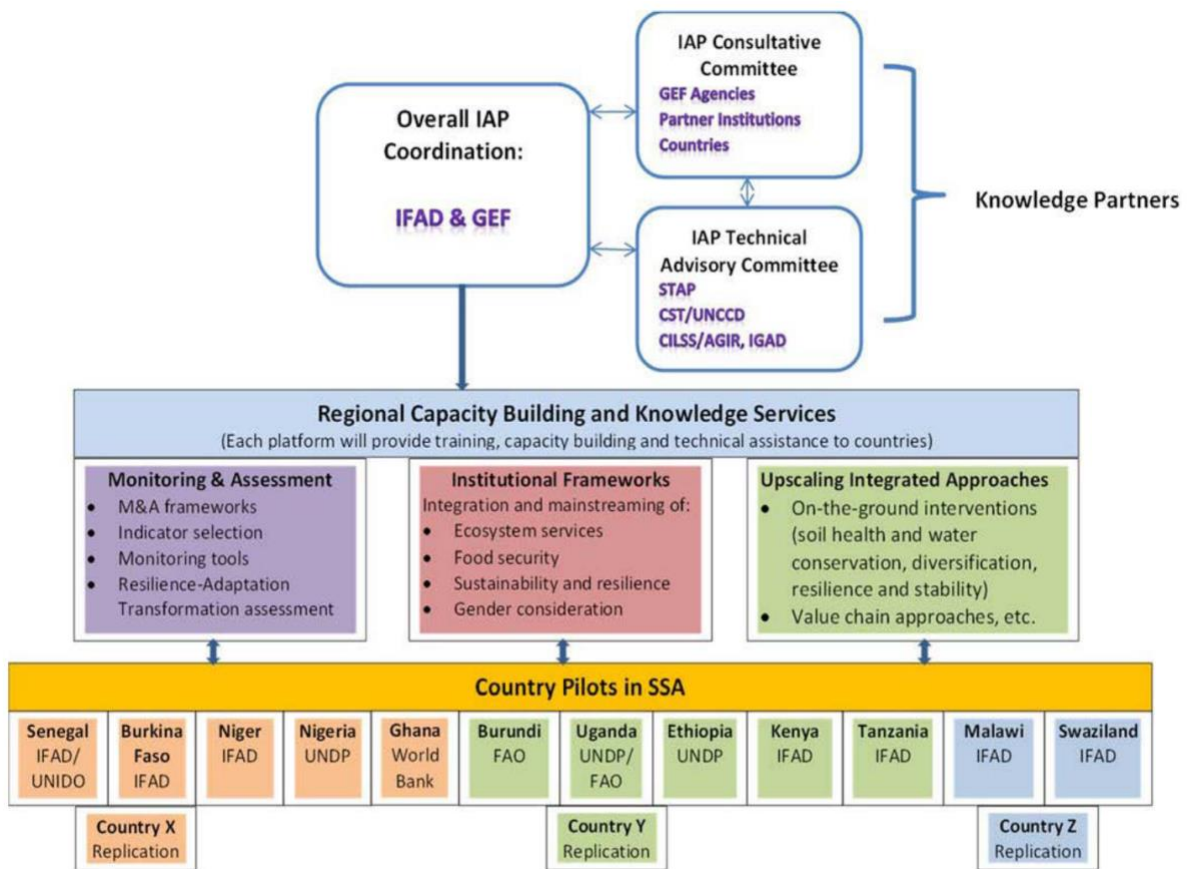 IAP Consultative
Committee
GEF Agencies
Partner Institutions
Countries
Overall IAP
Coordination:
IFAD & GEF
Knowledge Partners
IAP Technical
Advisory Committee
STAP
CST/UNCCD
CILSS/AGIR, IGAD
Regional Capacity Building and Knowledge Services
(Each platform will provide training, capacity building and technical assistance to countries)
Monitoring & Assessment
• M&A frameworks
• Indicator selection
• Monitoring tools
• Resilience-Adaptation
Transformation assessment
Institutional Frameworks
Integration and mainstreaming of:
• Ecosystem services
• Food security
• Sustainability and resilience
• Gender consideration
Upscaling Integrated Approaches
• On-the-ground interventions
(soil health and water
conservation, diversification,
resilience and stability)
• Value chain approaches, etc.
Country Pilots in SSA
Senegal
IFAD/
UNIDO
Burkina
Faso
IFAD
Niger
IFAD
Nigeria
UNDP
Ghana
World
Bank
Burundi
FAO
Uganda
UNDP/
FAO
Ethiopia
UNDP
Kenya
IFAD
Tanzania
IFAD
Malawi
IFAD
Swaziland
IFAD
Country X
Replication
Country Y
Replication
Country Z
Replication